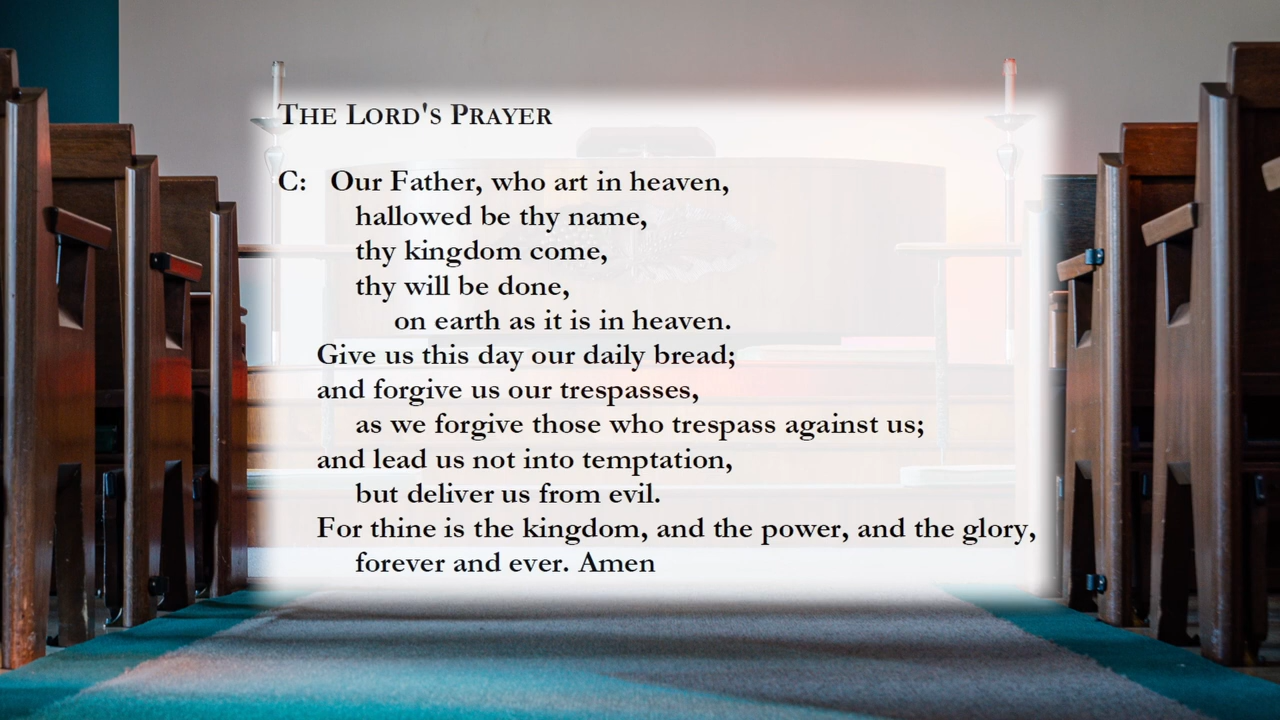 The Lord's Prayer
C: Our Father, who art in heaven,
hallowed be thy name,
thy kingdom come,
thy will be done,
on earth as it is in heaven.
Give us this day our daily bread;
and forgive us our trespasses,
as we forgive those who trespass against us;
and lead us not into temptation,
but deliver us from evil.
For thine is the kingdom, and the power, and the glory,
forever and ever. Amen